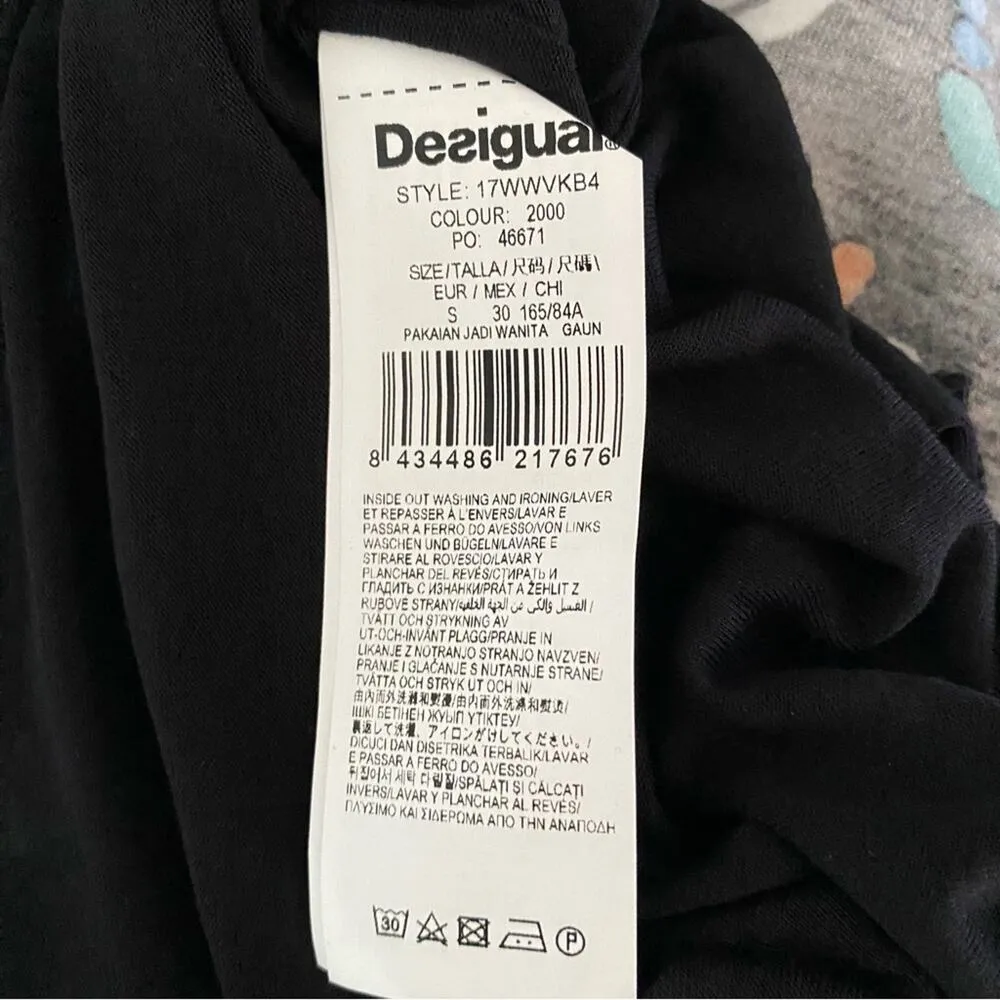 Desigual®
STYLE: 17WWVKB4
COLOUR: 2000
PO: 46671
SIZE/TALLA/尺码/尺碼\
EUR / MEX / CHI
S 30 165/84A
PAKAIAN JADI WANITA GAUN
8 434486 217676
INSIDE OUT WASHING AND IRONING/LAVER
ET REPASSER À L'ENVERS/LAVAR E
PASSAR A FERRO DO AVESSO/VON LINKS
WASCHEN UND BÜGELN/LAVARE E
STIRARE AL ROVESCIO/LAVAR Y
PLANCHAR DEL REVÉS/СТИРАТЬ И
ГЛАДИТЬ С ИЗНАНКИ/PRÁT A ŽEHLIT Z
RUBOVÉ STRANY/الغسيل والكي من الجهة الخلفية/
TVÄTT OCH STRYKNING AV
UT-OCH-INVÄNT PLAGG/PRANJE IN
LIKANJE Z NOTRANJO STRANJO NAVZVEN/
PRANJE I GLAČANJE S NUTARNJE STRANE/
TVÄTTA OCH STRYK UT OCH IN/
由內而外洗滌和熨燙/由内而外洗涤和熨烫/
ІШКІ БЕТІНЕН ЖУЫП ҮТІКТЕУ/
裏返して洗濯、アイロンがけしてください。/
DICUCI DAN DISETRIKA TERBALIK/LAVAR
E PASSAR A FERRO DO AVESSO/
뒤집어서 세탁 다림질/SPĂLAȚI ȘI CĂLCAȚI
INVERS/LAVAR Y PLANCHAR AL REVÉS/
ΠΛΥΣΙΜΟ ΚΑΙ ΣΙΔΕΡΩΜΑ ΑΠΟ ΤΗΝ ΑΝΑΠΟΔΗ
30 P